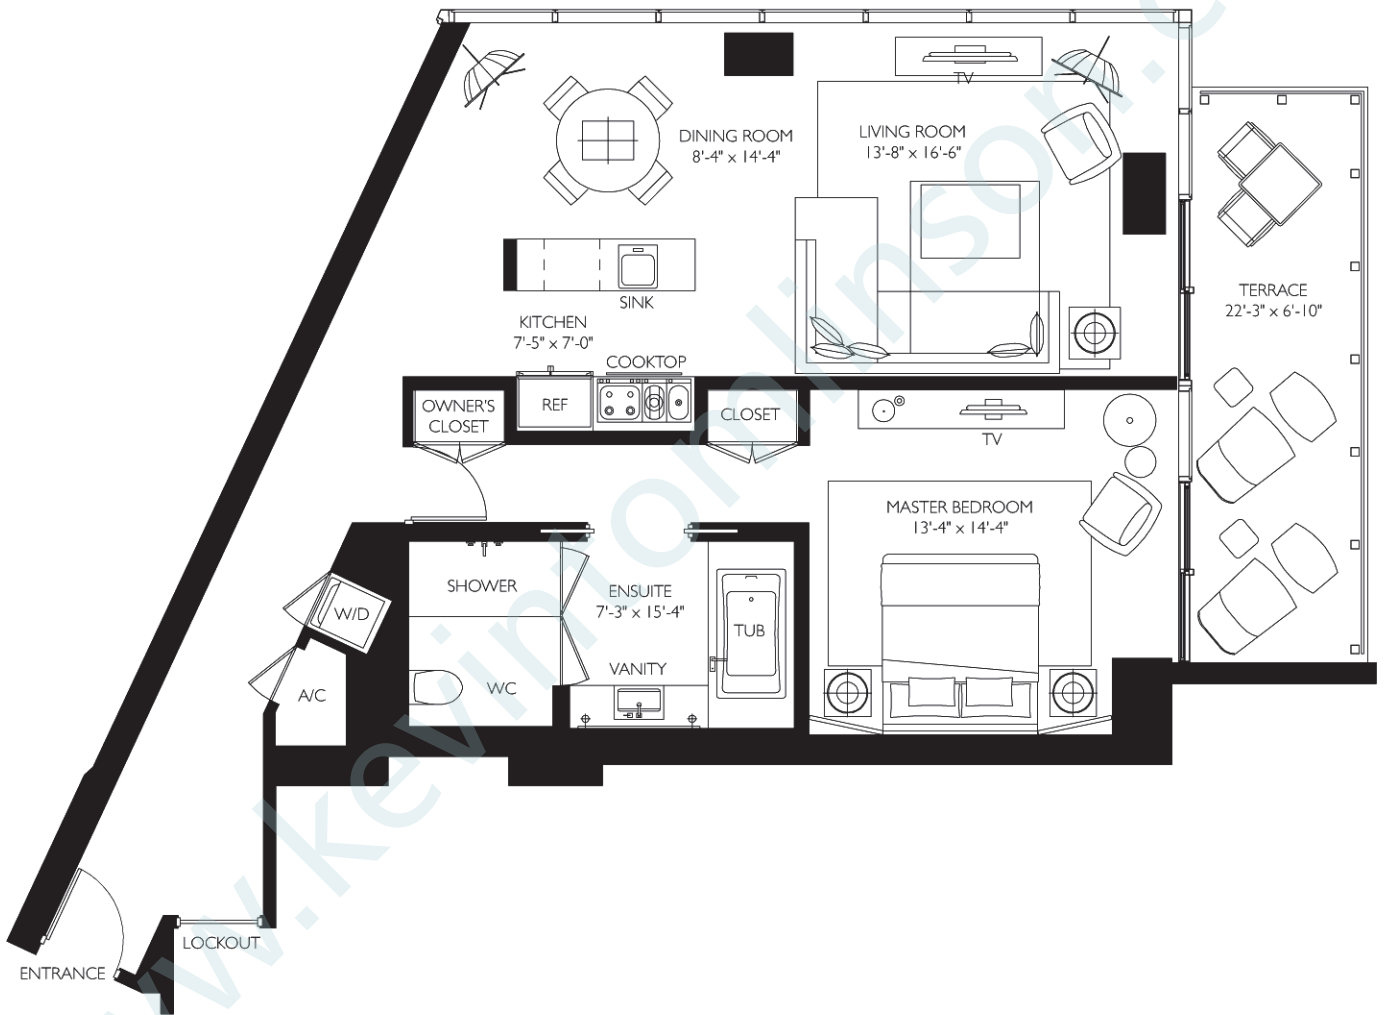 TV
DINING ROOM
8'-4" x 14'-4"
LIVING ROOM
13'-8" x 16'-6"
TERRACE
22'-3" x 6'-10"
SINK
KITCHEN
7'-5" x 7'-0"
COOKTOP
OWNER'S
CLOSET
REF
CLOSET
TV
MASTER BEDROOM
13'-4" x 14'-4"
SHOWER
ENSUITE
7'-3" x 15'-4"
W/D
TUB
VANITY
WC
A/C
LOCKOUT
ENTRANCE
www.kevintomlinson.c